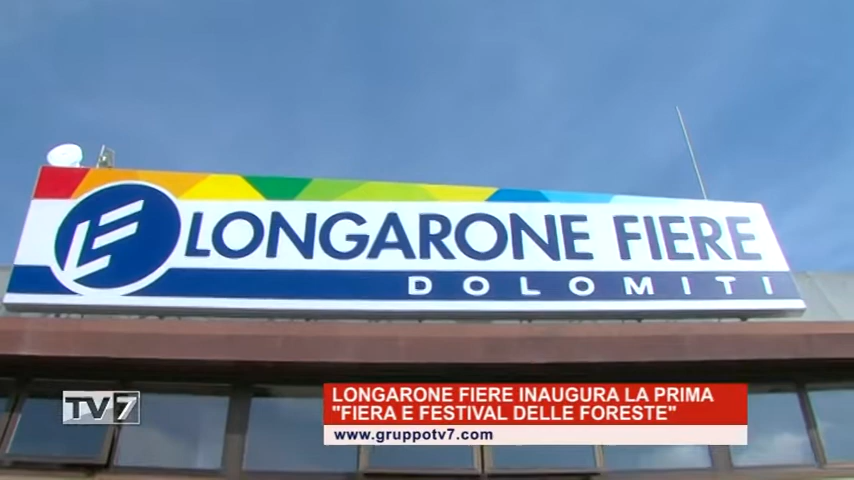 LONGARONE FIERE
DOLOMITI
TV7
LONGARONE FIERE INAUGURA LA PRIMA
"FIERA E FESTIVAL DELLE FORESTE"
www.gruppotv7.com